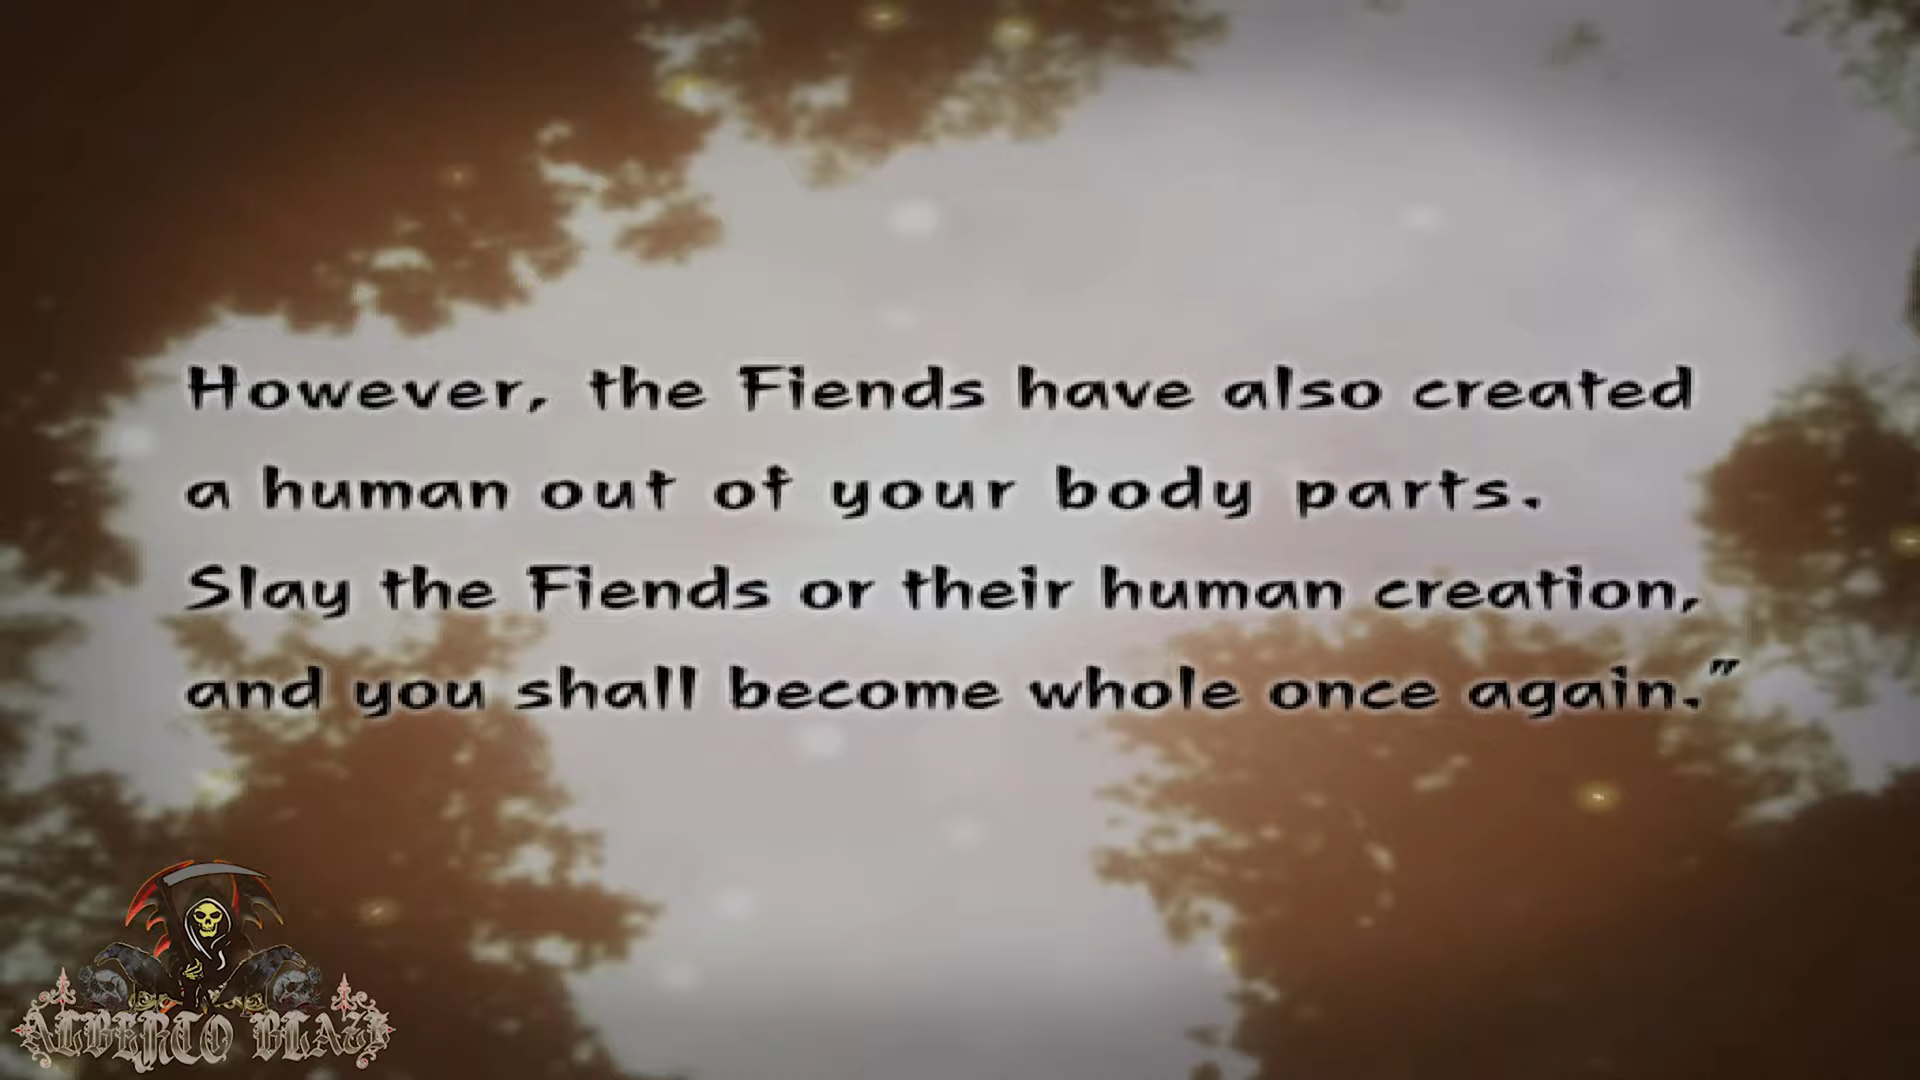 However, the Fiends have also created
a human out of your body parts.
Slay the Fiends or their human creation,
and you shall become whole once again.”
ALBERTO BLAZE